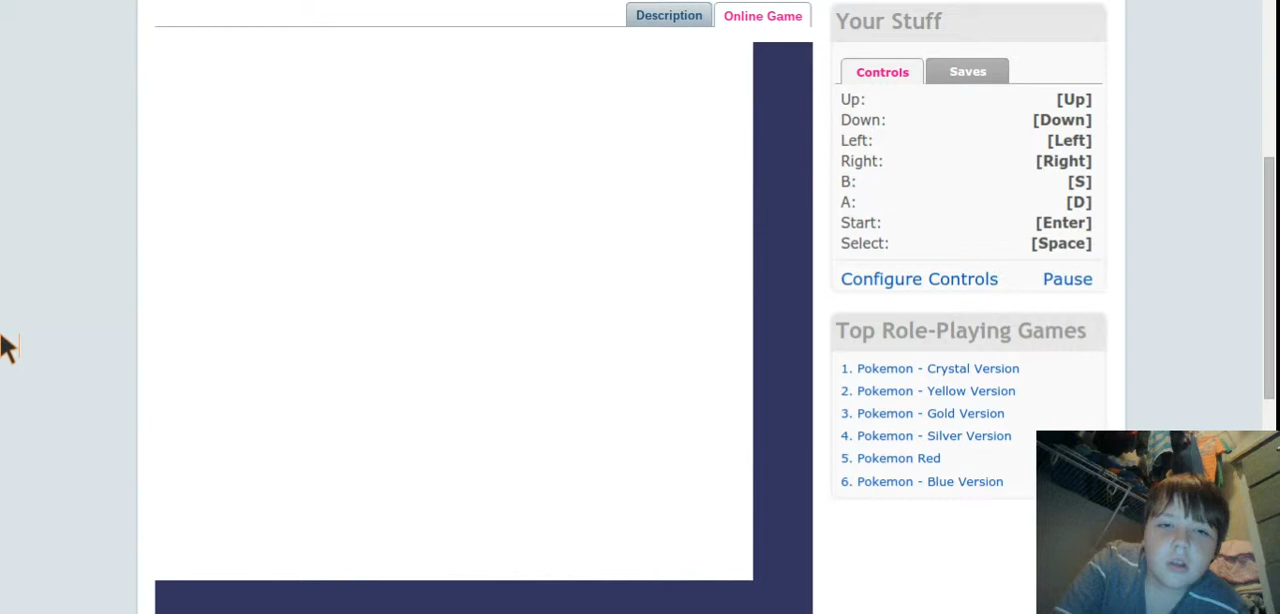 Description
Online Game
Your Stuff
Controls
Saves
Up: [Up]
Down: [Down]
Left: [Left]
Right: [Right]
B: [S]
A: [D]
Start: [Enter]
Select: [Space]
Configure Controls
Pause
Top Role-Playing Games
1. Pokemon - Crystal Version
2. Pokemon - Yellow Version
3. Pokemon - Gold Version
4. Pokemon - Silver Version
5. Pokemon Red
6. Pokemon - Blue Version